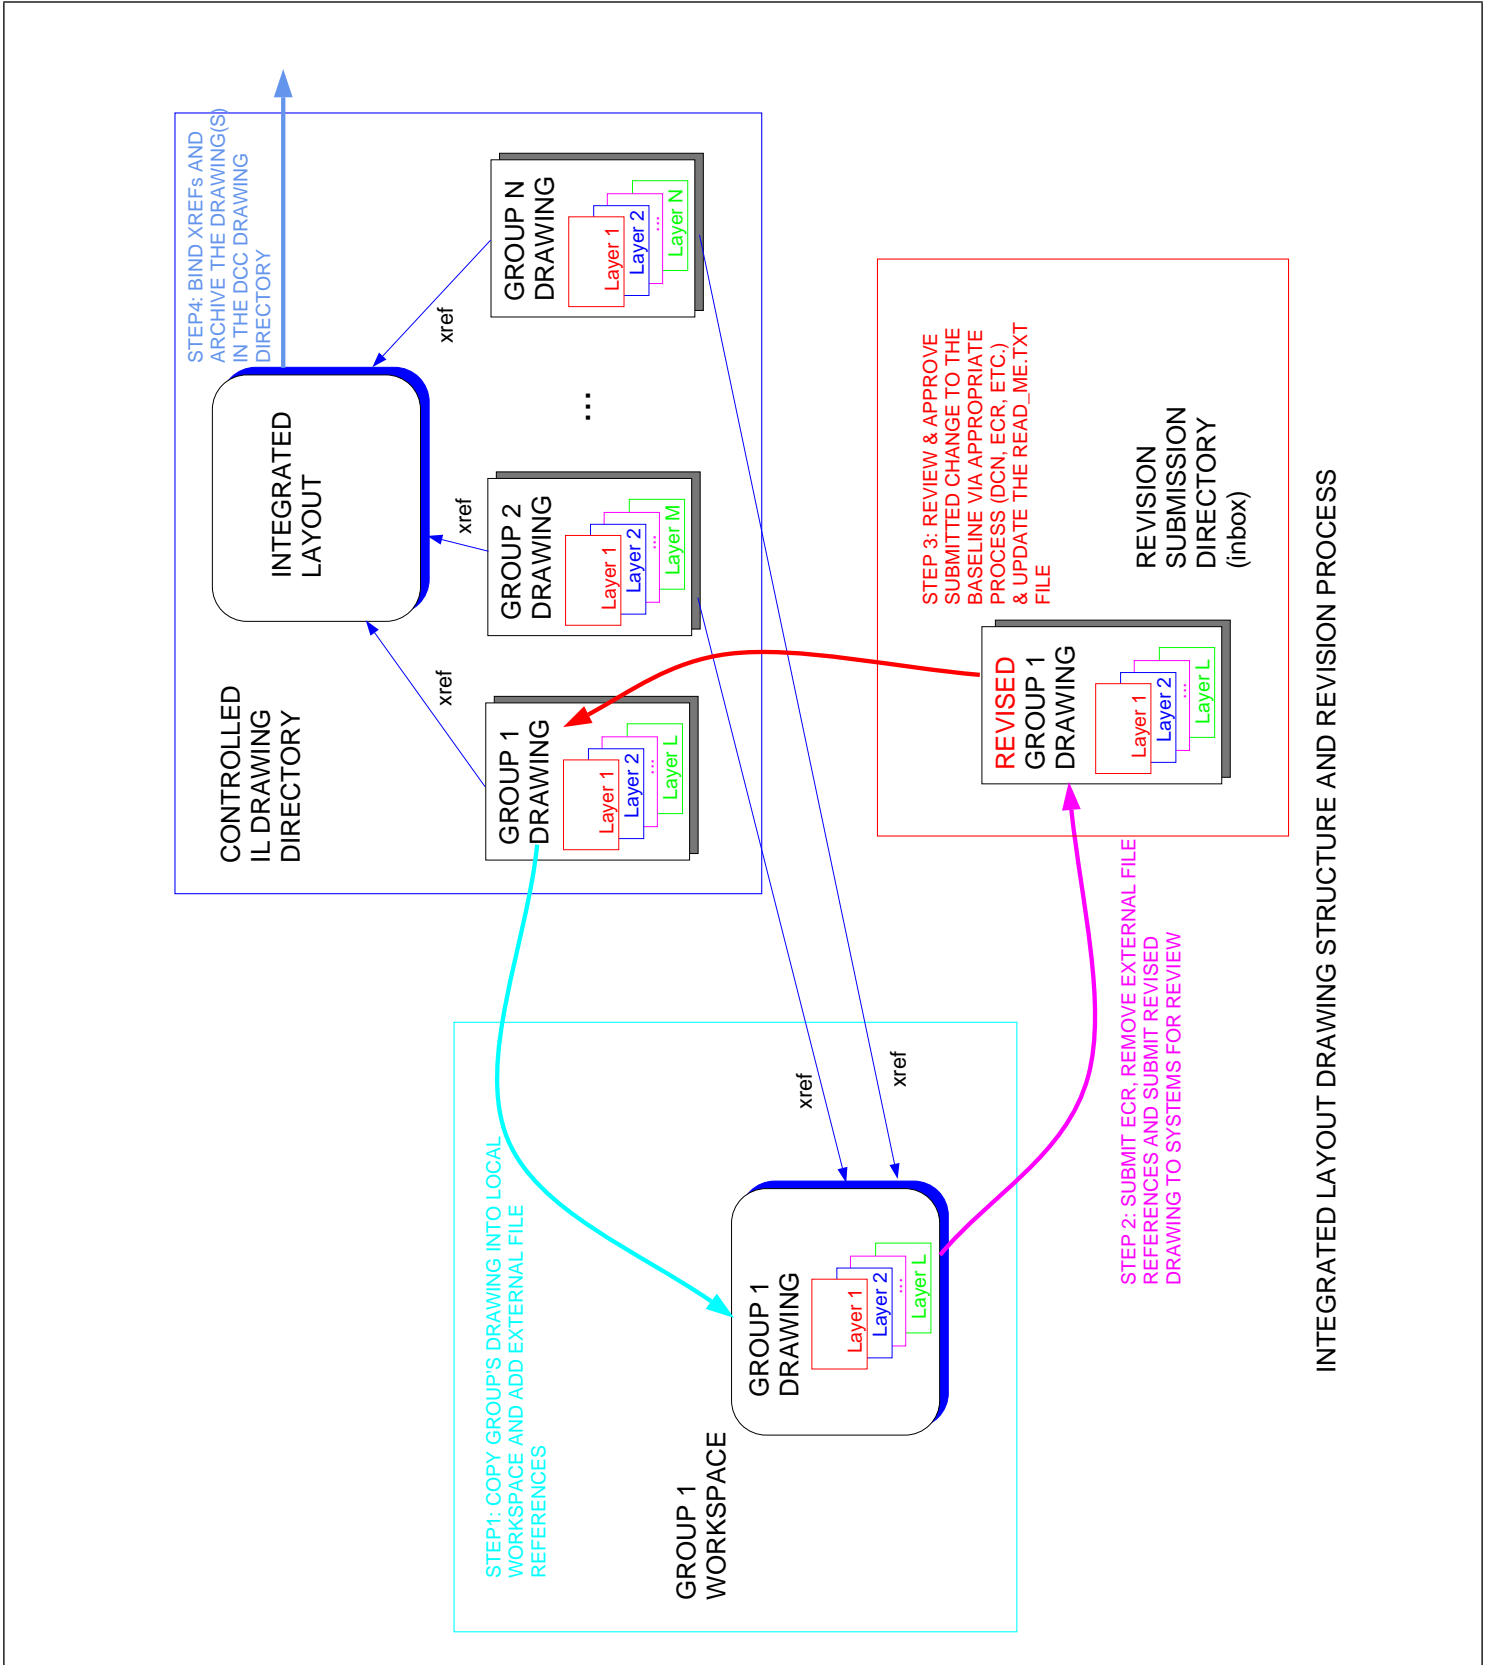 STEP4: BIND XREFs AND
ARCHIVE THE DRAWING(S)
IN THE DCC DRAWING
DIRECTORY
CONTROLLED
IL DRAWING
DIRECTORY
INTEGRATED
LAYOUT
xref
xref
xref
GROUP 1
DRAWING
Layer 1
Layer 2
...
Layer L
GROUP 2
DRAWING
Layer 1
Layer 2
...
Layer M
...
GROUP N
DRAWING
Layer 1
Layer 2
...
Layer N
STEP1: COPY GROUP'S DRAWING INTO LOCAL
WORKSPACE AND ADD EXTERNAL FILE
REFERENCES
GROUP 1
WORKSPACE
GROUP 1
DRAWING
Layer 1
Layer 2
...
Layer L
xref
xref
STEP 3: REVIEW & APPROVE
SUBMITTED CHANGE TO THE
BASELINE VIA APPROPRIATE
PROCESS (DCN, ECR, ETC.)
& UPDATE THE READ_ME.TXT
FILE
REVISED
GROUP 1
DRAWING
Layer 1
Layer 2
...
Layer L
REVISION
SUBMISSION
DIRECTORY
(inbox)
STEP 2: SUBMIT ECR, REMOVE EXTERNAL FILE
REFERENCES AND SUBMIT REVISED
DRAWING TO SYSTEMS FOR REVIEW
INTEGRATED LAYOUT DRAWING STRUCTURE AND REVISION PROCESS